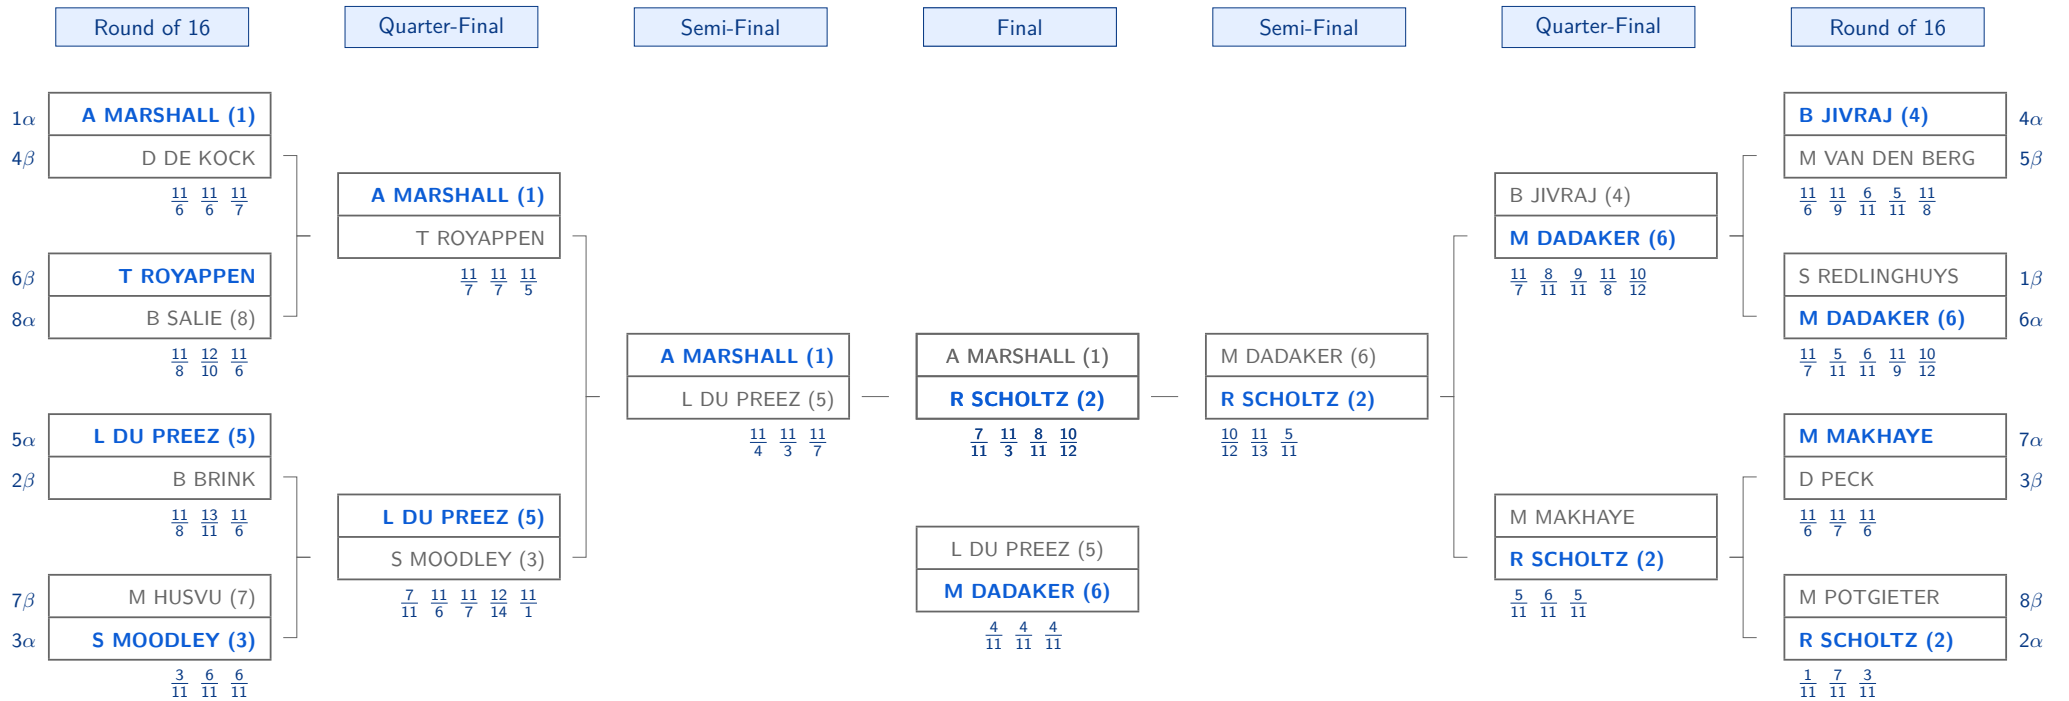 Round of 16
Quarter-Final
Semi-Final
Final
Semi-Final
Quarter-Final
Round of 16
1α A MARSHALL (1)
4β D DE KOCK
11 11 11
6 6 7
6β T ROYAPPEN
8α B SALIE (8)
11 12 11
8 10 6
5α L DU PREEZ (5)
2β B BRINK
11 13 11
8 11 6
7β M HUSVU (7)
3α S MOODLEY (3)
3 6 6
11 11 11
A MARSHALL (1)
T ROYAPPEN
11 11 11
7 7 5
L DU PREEZ (5)
S MOODLEY (3)
7 11 11 12 11
11 6 7 14 1
A MARSHALL (1)
L DU PREEZ (5)
11 11 11
4 3 7
A MARSHALL (1)
R SCHOLTZ (2)
7 11 8 10
11 3 11 12
L DU PREEZ (5)
M DADAKER (6)
4 4 4
11 11 11
M DADAKER (6)
R SCHOLTZ (2)
10 11 5
12 13 11
B JIVRAJ (4)
M DADAKER (6)
11 8 9 11 10
7 11 11 8 12
M MAKHAYE
R SCHOLTZ (2)
5 6 5
11 11 11
B JIVRAJ (4) 4α
M VAN DEN BERG 5β
11 11 6 5 11
6 9 11 11 8
S REDLINGHUYS 1β
M DADAKER (6) 6α
11 5 6 11 10
7 11 11 9 12
M MAKHAYE 7α
D PECK 3β
11 11 11
6 7 6
M POTGIETER 8β
R SCHOLTZ (2) 2α
1 7 3
11 11 11